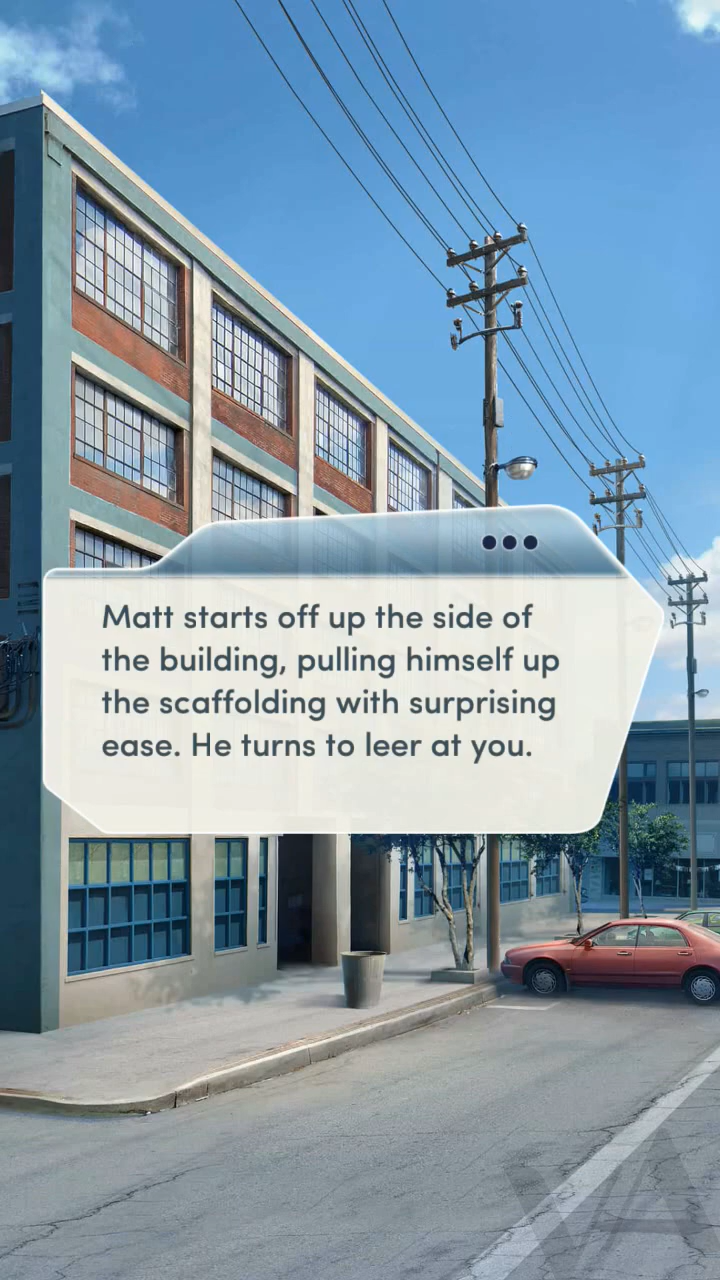 Matt starts off up the side of
the building, pulling himself up
the scaffolding with surprising
ease. He turns to leer at you.